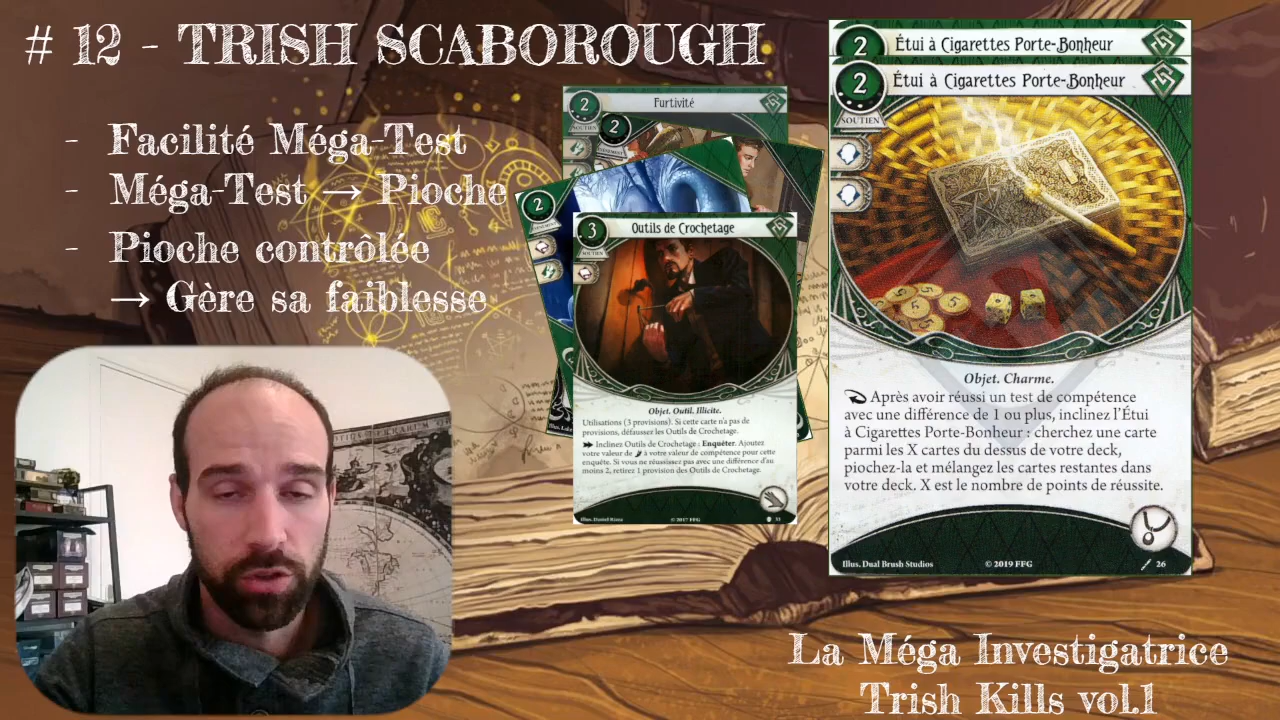 # 12 - TRISH SCABOROUGH
- Facilité Méga-Test
- Méga-Test → Pioche
- Pioche contrôlée
→ Gère sa faiblesse
2
Furtivité
SOUTIEN
2
2
3
Outils de Crochetage
SOUTIEN
Objet. Outil. Illicite.
Utilisations (3 provisions). Si cette carte n'a pas de
provisions, défausser les Outils de Crochetage.
Inclinez Outils de Crochetage : Enquêter. Ajoutez
votre valeur de à votre valeur de compétence pour cette
enquête. Si vous ne réussissez pas avec une différence d'au
moins 2, retirez 1 provision des Outils de Crochetage.
© 2017 FFG
31
2
Étui à Cigarettes Porte-Bonheur
2
Étui à Cigarettes Porte-Bonheur
SOUTIEN
Objet. Charme.
Après avoir réussi un test de compétence
avec une différence de 1 ou plus, inclinez l'Étui
à Cigarettes Porte-Bonheur : cherchez une carte
parmi les X cartes du dessus de votre deck,
piochez-la et mélangez les cartes restantes dans
votre deck. X est le nombre de points de réussite.
Illus. Dual Brush Studios
© 2019 FFG
26
La Méga Investigatrice
Trish Kills vol.1